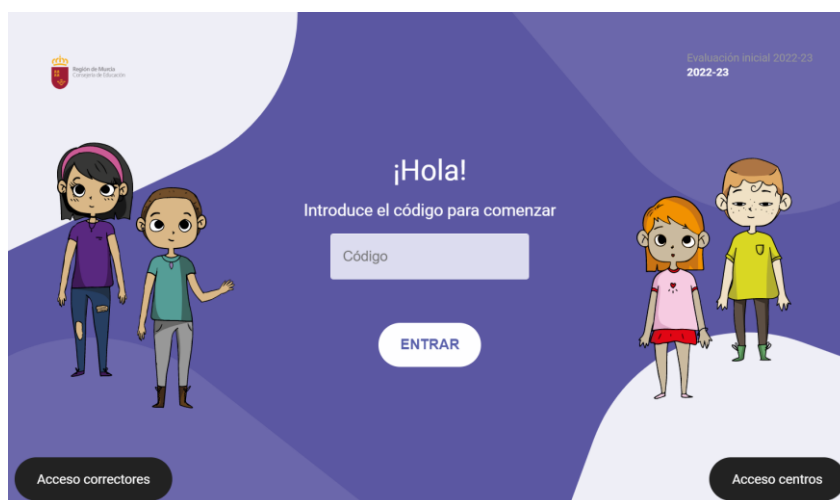 Región de Murcia
Consejería de Educación
Evaluación inicial 2022-23
2022-23
¡Hola!
Introduce el código para comenzar
Código
ENTRAR
Acceso correctores
Acceso centros